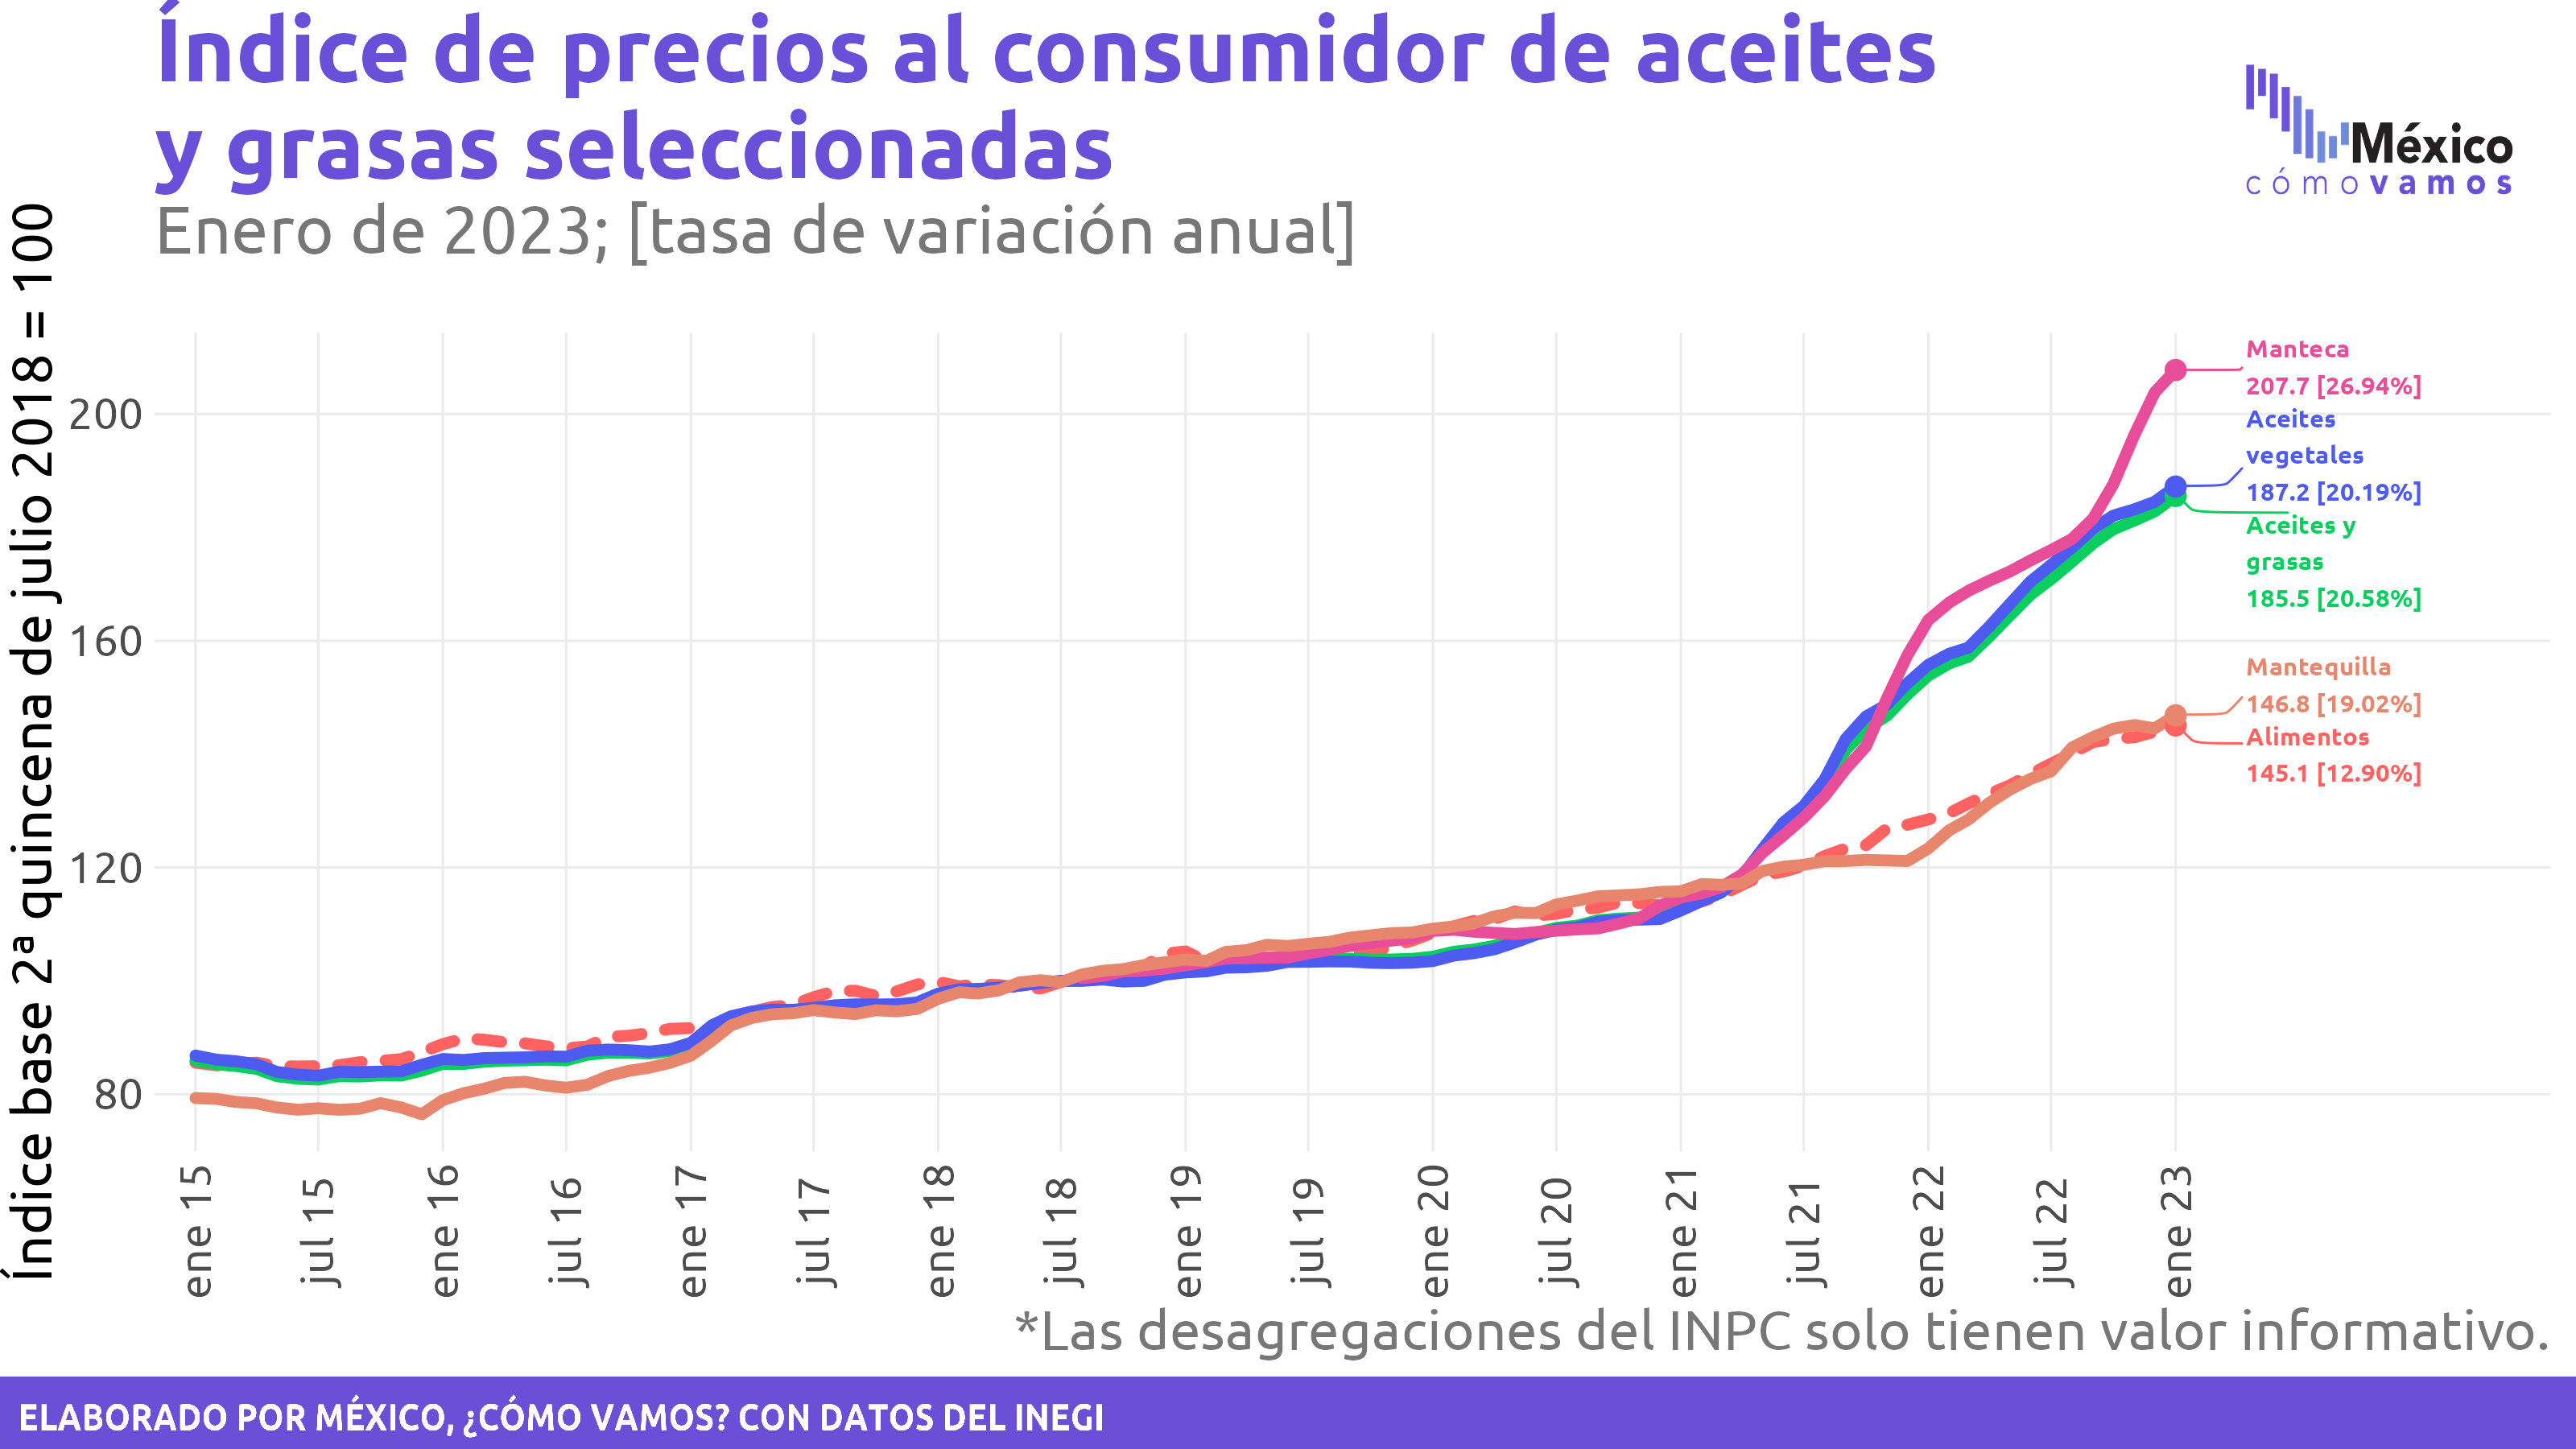 Índice de precios al consumidor de aceites
y grasas seleccionadas
Enero de 2023; [tasa de variación anual]
México
cómovamos
Índice base 2ª quincena de julio 2018 = 100
200
160
120
80
Manteca
207.7 [26.94%]
Aceites
vegetales
187.2 [20.19%]
Aceites y
grasas
185.5 [20.58%]
Mantequilla
146.8 [19.02%]
Alimentos
145.1 [12.90%]
ene 15
jul 15
ene 16
jul 16
ene 17
jul 17
ene 18
jul 18
ene 19
jul 19
ene 20
jul 20
ene 21
jul 21
ene 22
jul 22
ene 23
*Las desagregaciones del INPC solo tienen valor informativo.
ELABORADO POR MÉXICO, ¿CÓMO VAMOS? CON DATOS DEL INEGI